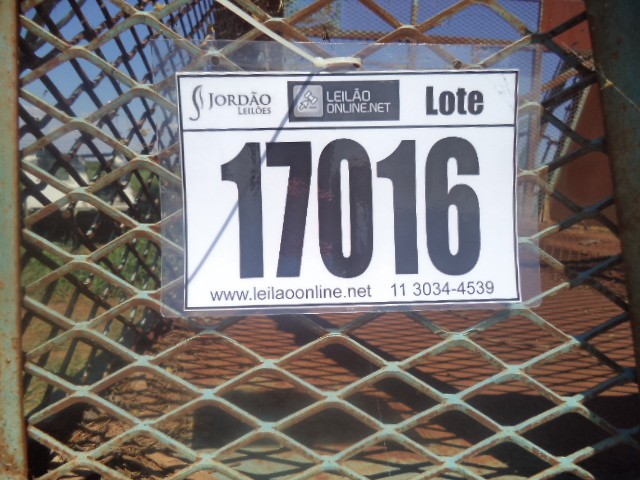 JORDÃO
LEILÕES
LEILÃO
ONLINE.NET
Lote
17016
www.leilaoonline.net 11 3034-4539